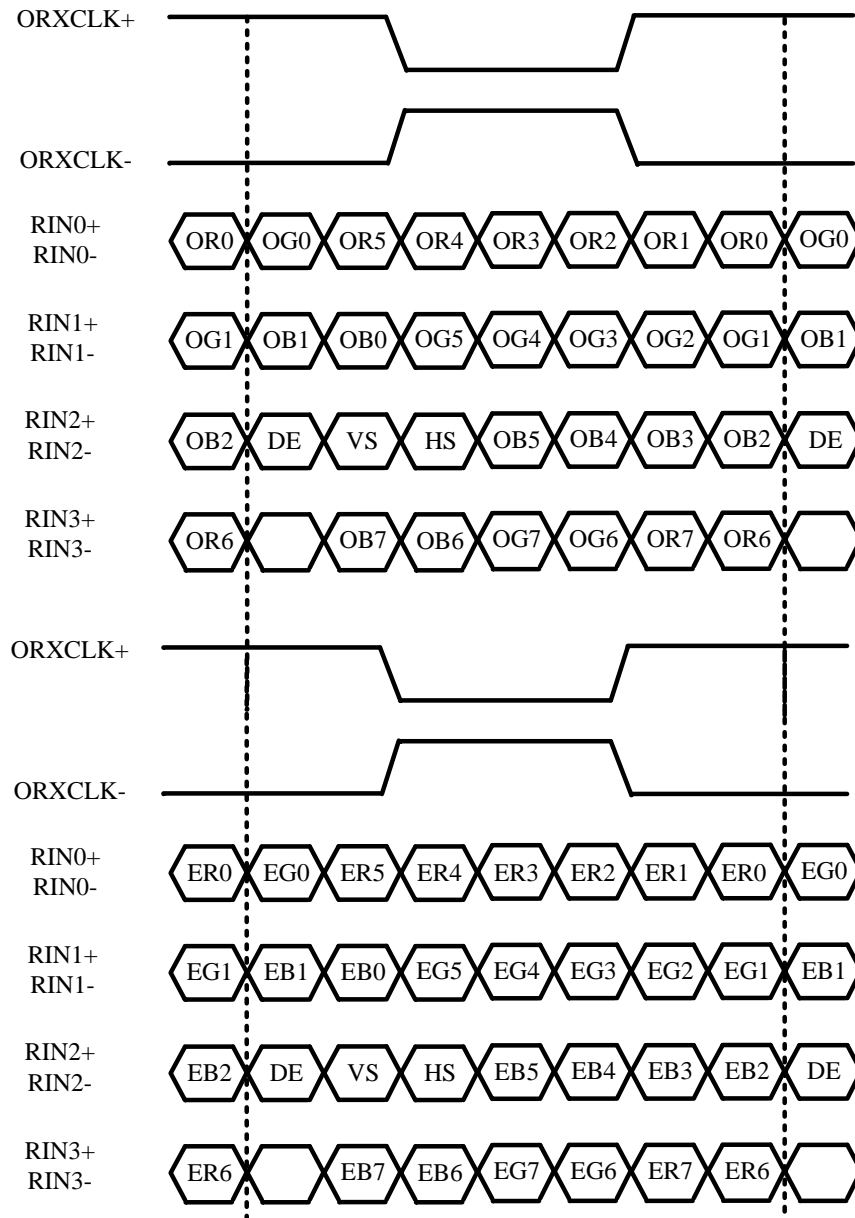 ORXCLK+
ORXCLK-
RIN0+
RIN0-
OR0 OG0 OR5 OR4 OR3 OR2 OR1 OR0 OG0
RIN1+
RIN1-
OG1 OB1 OB0 OG5 OG4 OG3 OG2 OG1 OB1
RIN2+
RIN2-
OB2 DE VS HS OB5 OB4 OB3 OB2 DE
RIN3+
RIN3-
OR6 OB7 OB6 OG7 OG6 OR7 OR6
ORXCLK+
ORXCLK-
RIN0+
RIN0-
ER0 EG0 ER5 ER4 ER3 ER2 ER1 ER0 EG0
RIN1+
RIN1-
EG1 EB1 EB0 EG5 EG4 EG3 EG2 EG1 EB1
RIN2+
RIN2-
EB2 DE VS HS EB5 EB4 EB3 EB2 DE
RIN3+
RIN3-
ER6 EB7 EB6 EG7 EG6 ER7 ER6